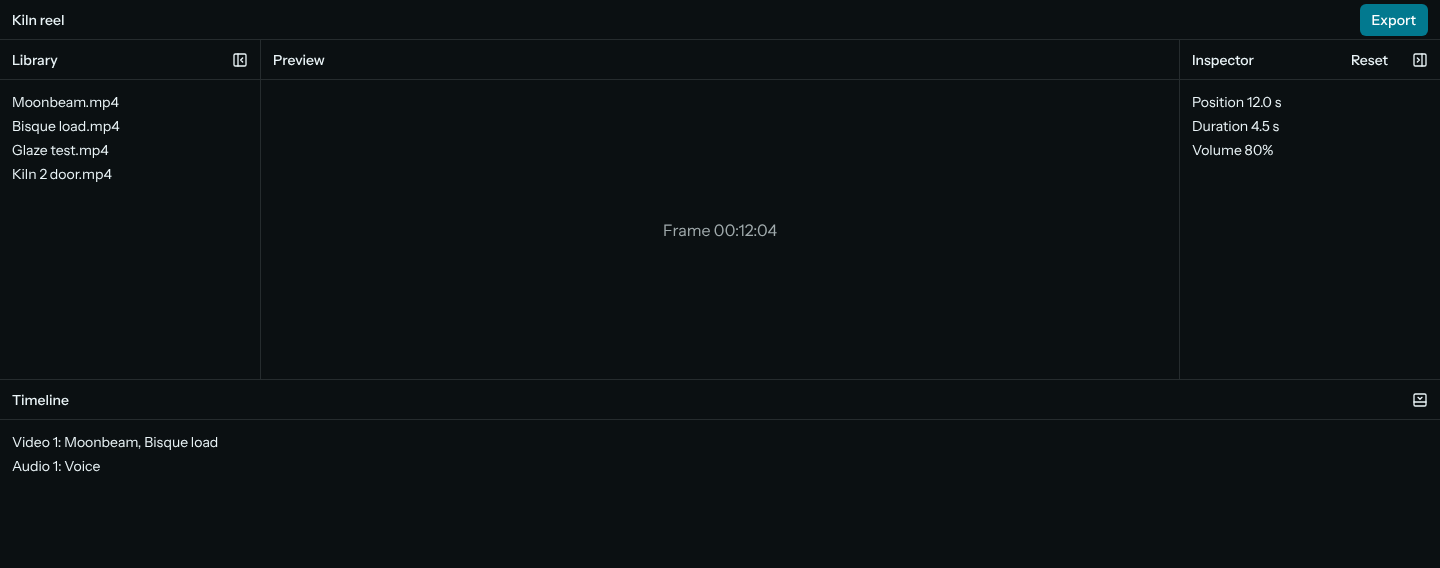 Kiln reel
Export
Library
Moonbeam.mp4
Bisque load.mp4
Glaze test.mp4
Kiln 2 door.mp4
Preview
Frame 00:12:04
Inspector
Reset
Position 12.0 s
Duration 4.5 s
Volume 80%
Timeline
Video 1: Moonbeam, Bisque load
Audio 1: Voice